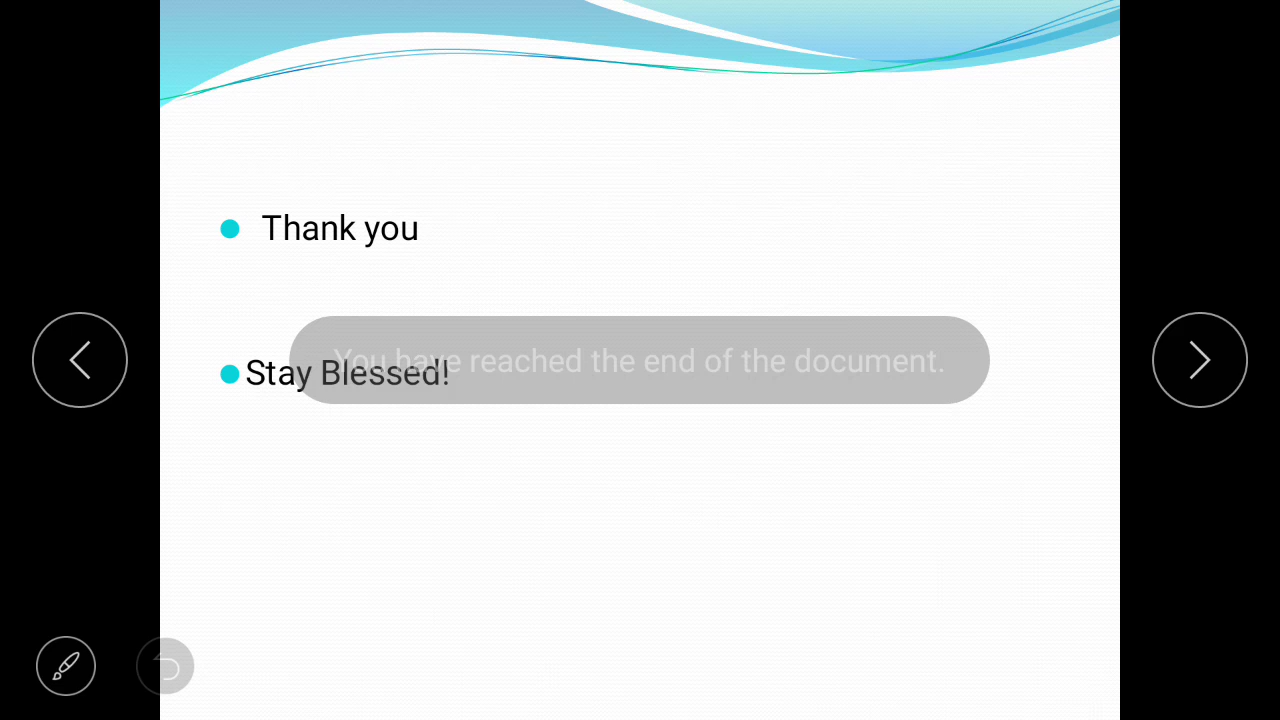 Thank you
Stay Blessed!
You have reached the end of the document.